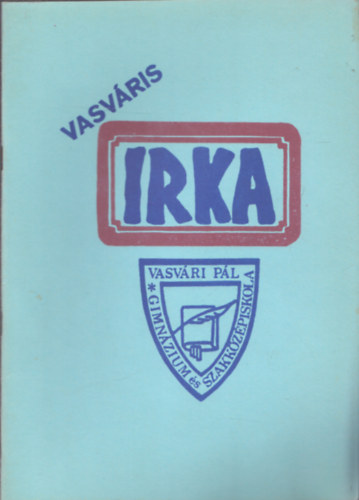 VASVÁRIS
IRKA
VASVÁRI PÁL
* GIMNÁZIUM és SZAKKÖZÉPISKOLA